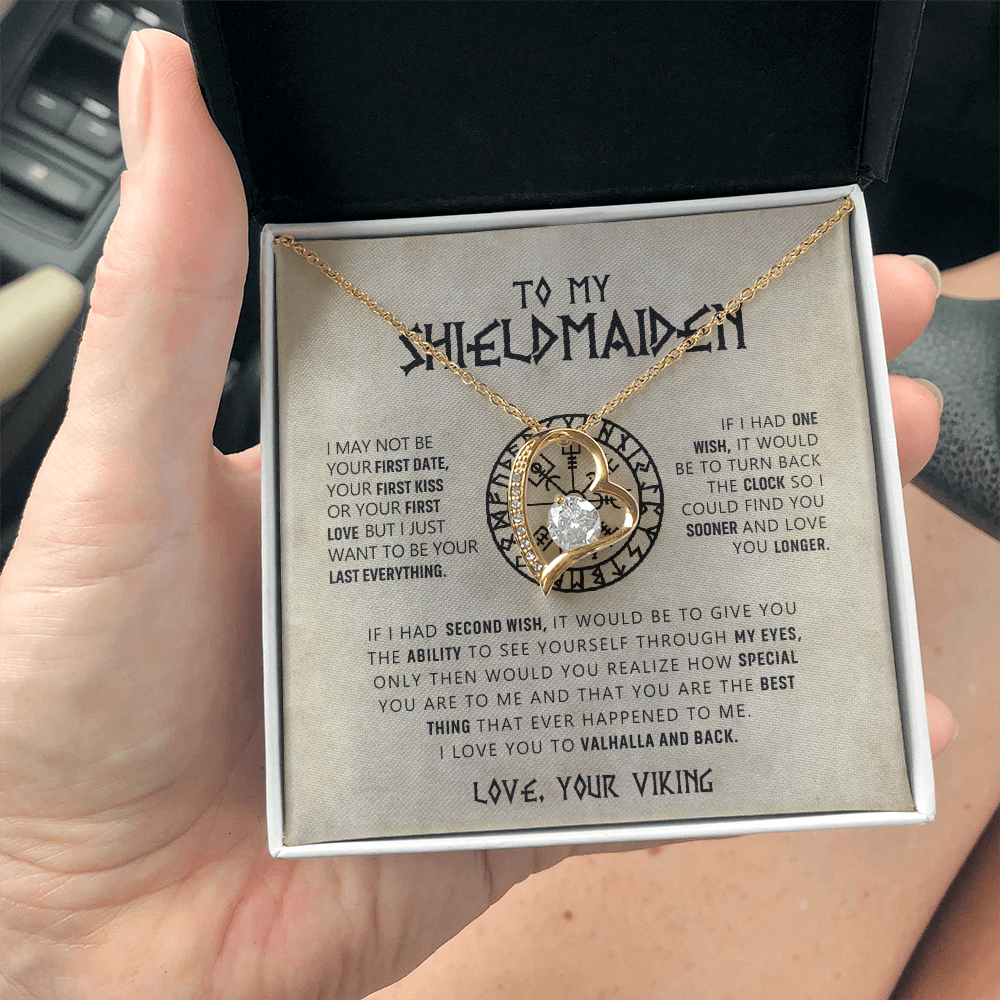 TO MY
SHIELDMAIDEN
I MAY NOT BE
YOUR FIRST DATE,
YOUR FIRST KISS
OR YOUR FIRST
LOVE BUT I JUST
WANT TO BE YOUR
LAST EVERYTHING.
IF I HAD ONE
WISH, IT WOULD
BE TO TURN BACK
THE CLOCK SO I
COULD FIND YOU
SOONER AND LOVE
YOU LONGER.
IF I HAD SECOND WISH, IT WOULD BE TO GIVE YOU
THE ABILITY TO SEE YOURSELF THROUGH MY EYES,
ONLY THEN WOULD YOU REALIZE HOW SPECIAL
YOU ARE TO ME AND THAT YOU ARE THE BEST
THING THAT EVER HAPPENED TO ME.
I LOVE YOU TO VALHALLA AND BACK.
LOVE, YOUR VIKING